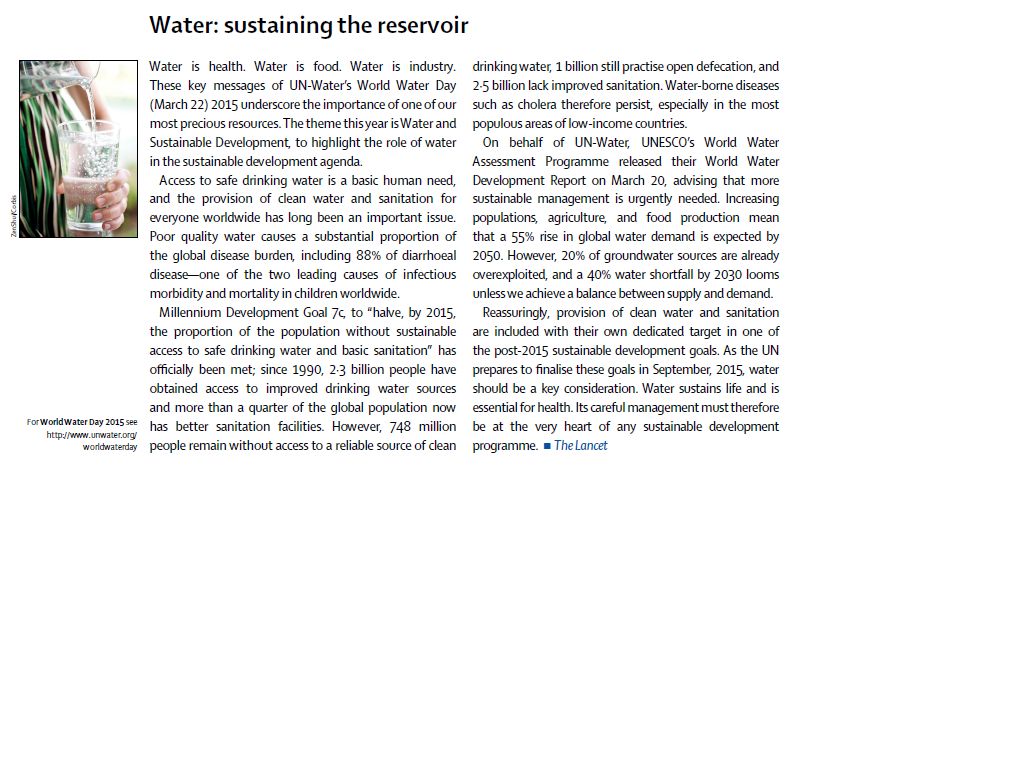 Water: sustaining the reservoir
Water is health. Water is food. Water is industry.
These key messages of UN-Water's World Water Day
(March 22) 2015 underscore the importance of one of our
most precious resources. The theme this year is Water and
Sustainable Development, to highlight the role of water
in the sustainable development agenda.
Access to safe drinking water is a basic human need,
and the provision of clean water and sanitation for
everyone worldwide has long been an important issue.
Poor quality water causes a substantial proportion of
the global disease burden, including 88% of diarrhoeal
disease—one of the two leading causes of infectious
morbidity and mortality in children worldwide.
Millennium Development Goal 7c, to “halve, by 2015,
the proportion of the population without sustainable
access to safe drinking water and basic sanitation” has
officially been met; since 1990, 2·3 billion people have
obtained access to improved drinking water sources
and more than a quarter of the global population now
has better sanitation facilities. However, 748 million
people remain without access to a reliable source of clean
drinking water, 1 billion still practise open defecation, and
2·5 billion lack improved sanitation. Water-borne diseases
such as cholera therefore persist, especially in the most
populous areas of low-income countries.
On behalf of UN-Water, UNESCO's World Water
Assessment Programme released their World Water
Development Report on March 20, advising that more
sustainable management is urgently needed. Increasing
populations, agriculture, and food production mean
that a 55% rise in global water demand is expected by
2050. However, 20% of groundwater sources are already
overexploited, and a 40% water shortfall by 2030 looms
unless we achieve a balance between supply and demand.
Reassuringly, provision of clean water and sanitation
are included with their own dedicated target in one of
the post-2015 sustainable development goals. As the UN
prepares to finalise these goals in September, 2015, water
should be a key consideration. Water sustains life and is
essential for health. Its careful management must therefore
be at the very heart of any sustainable development
programme. ■ The Lancet
For World Water Day 2015 see
http://www.unwater.org/
worldwaterday